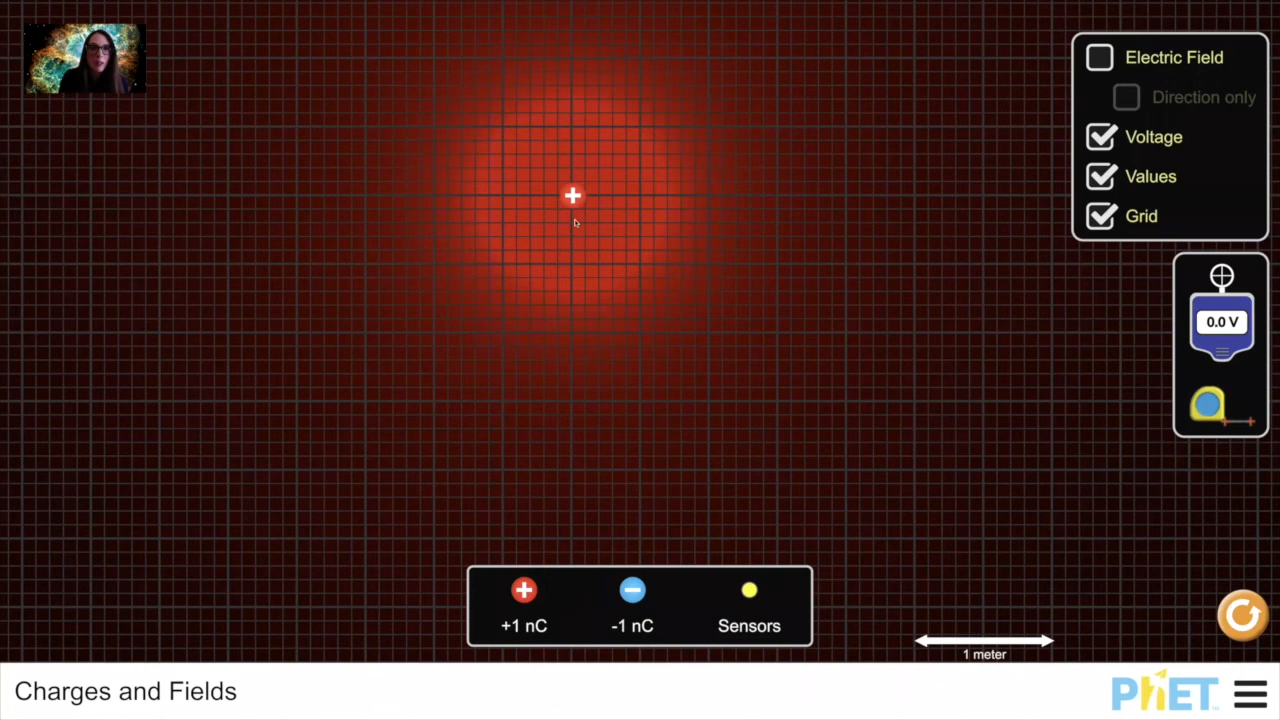 Electric Field
Direction only
Voltage
Values
Grid
0.0 V
+1 nC
-1 nC
Sensors
1 meter
Charges and Fields
PhET